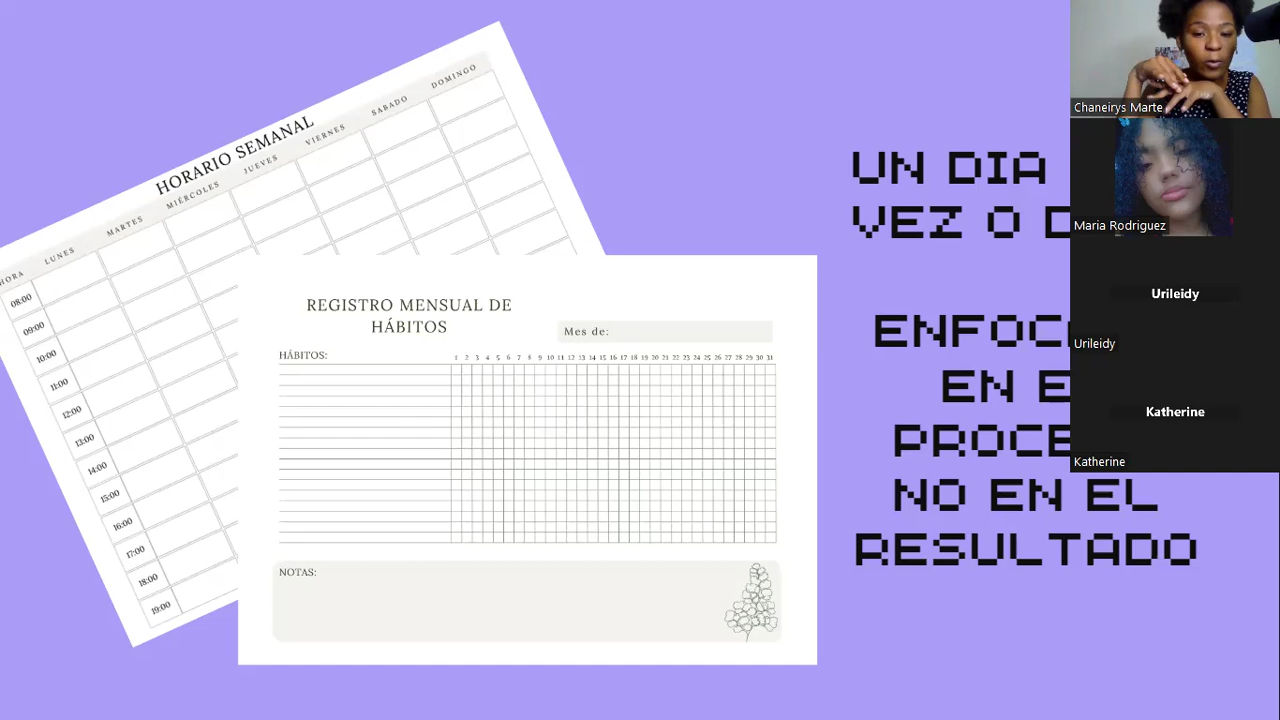 HORARIO SEMANAL
HORA LUNES MARTES MIÉRCOLES JUEVES VIERNES SABADO DOMINGO
08:00
09:00
10:00
11:00
12:00
13:00
14:00
15:00
16:00
17:00
18:00
19:00
REGISTRO MENSUAL DE
HÁBITOS
Mes de:
HÁBITOS: 1 2 3 4 5 6 7 8 9 10 11 12 13 14 15 16 17 18 19 20 21 22 23 24 25 26 27 28 29 30 31
NOTAS:
UN DIA
VEZ O
EN
NO EN EL
RESULTADO
Chaneirys Marte
Maria Rodriguez
Urileidy
Urileidy
Katherine
Katherine